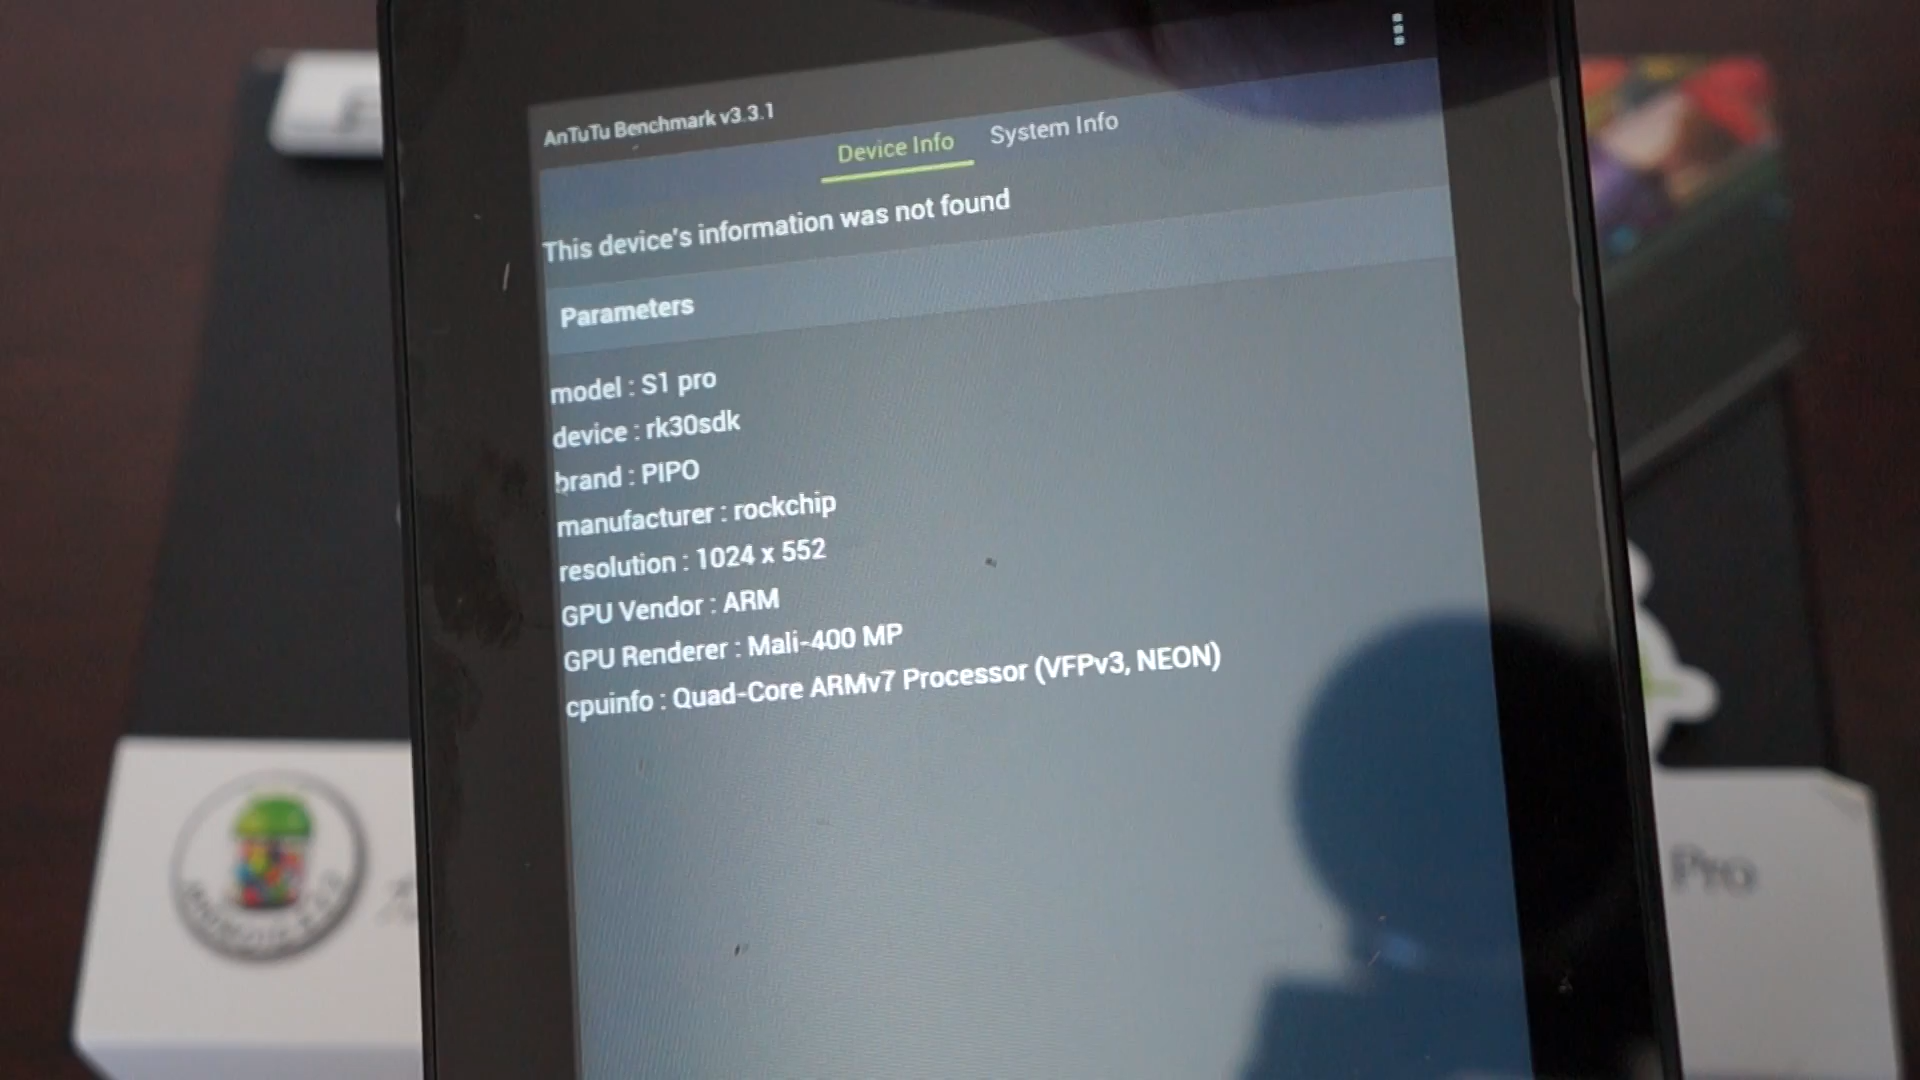 AnTuTu Benchmark v3.3.1
Device Info
System Info
This device's information was not found
Parameters
model : S1 pro
device : rk30sdk
brand : PIPO
manufacturer : rockchip
resolution : 1024 x 552
GPU Vendor : ARM
GPU Renderer : Mali-400 MP
cpuinfo : Quad-Core ARMv7 Processor (VFPv3, NEON)
Pro